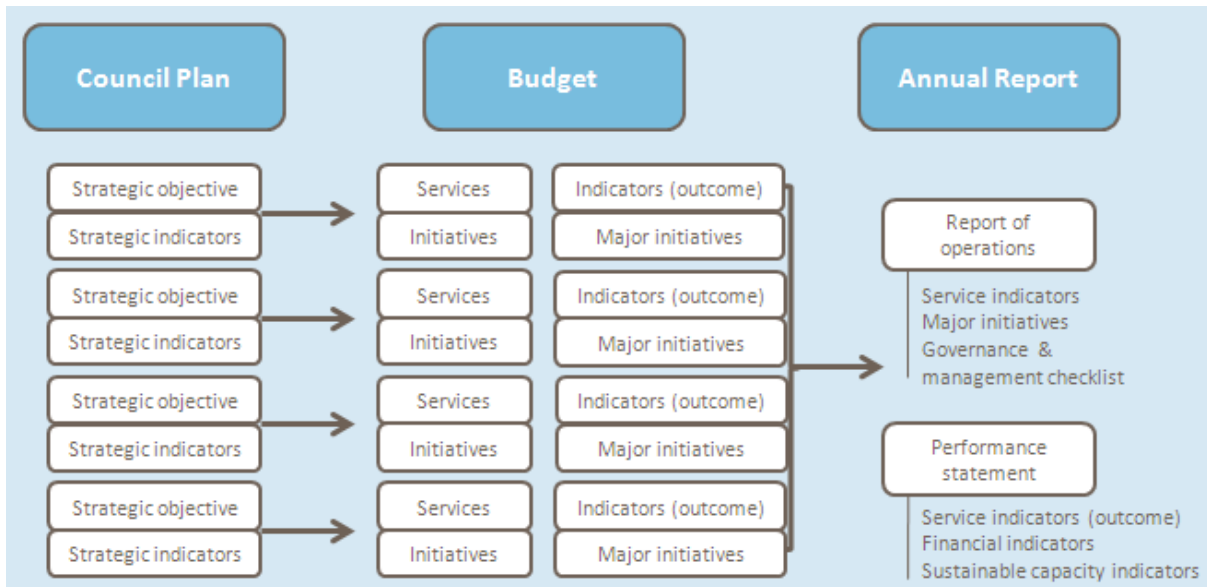 Council Plan
Budget
Annual Report
Strategic objective
Strategic indicators
Services
Initiatives
Indicators (outcome)
Major initiatives
Strategic objective
Strategic indicators
Services
Initiatives
Indicators (outcome)
Major initiatives
Strategic objective
Strategic indicators
Services
Initiatives
Indicators (outcome)
Major initiatives
Strategic objective
Strategic indicators
Services
Initiatives
Indicators (outcome)
Major initiatives
Report of
operations
Service indicators
Major initiatives
Governance &
management checklist
Performance
statement
Service indicators (outcome)
Financial indicators
Sustainable capacity indicators